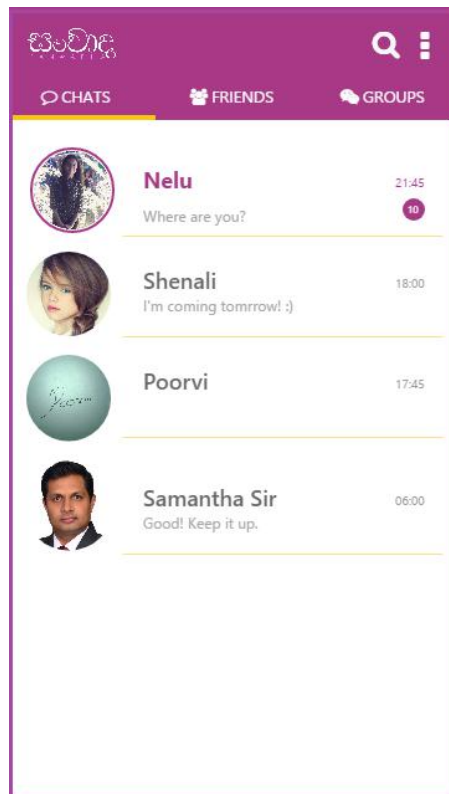 සංවාද
CHATS FRIENDS GROUPS
Nelu 21:45
Where are you? 10
Shenali 18:00
I'm coming tomrrow! :)
Poorvi 17:45
Samantha Sir 06:00
Good! Keep it up.